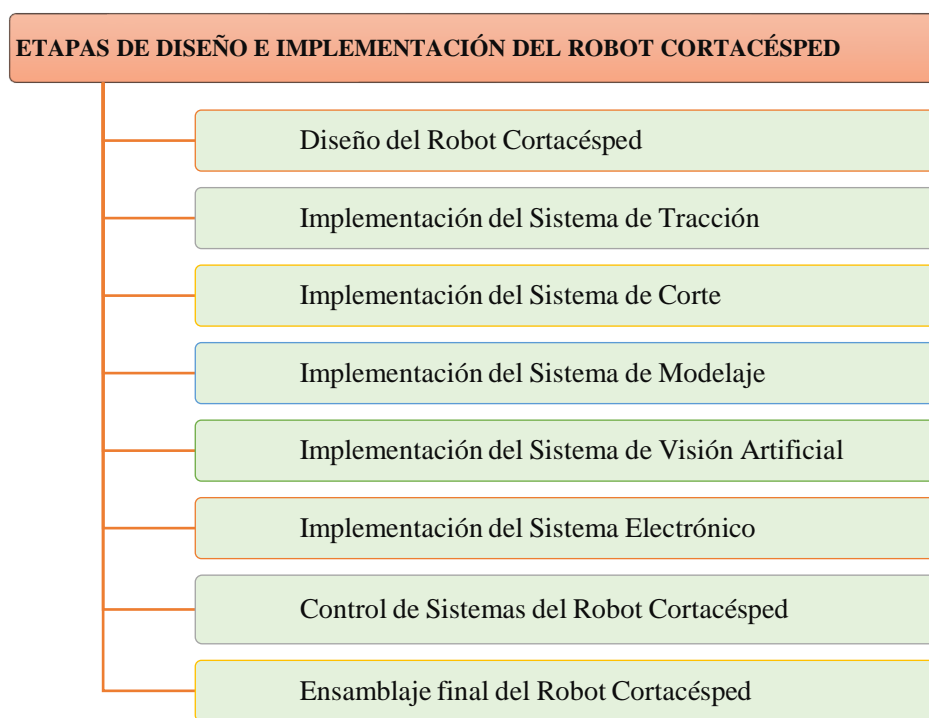 ETAPAS DE DISEÑO E IMPLEMENTACIÓN DEL ROBOT CORTACÉSPED
Diseño del Robot Cortacésped
Implementación del Sistema de Tracción
Implementación del Sistema de Corte
Implementación del Sistema de Modelaje
Implementación del Sistema de Visión Artificial
Implementación del Sistema Electrónico
Control de Sistemas del Robot Cortacésped
Ensamblaje final del Robot Cortacésped